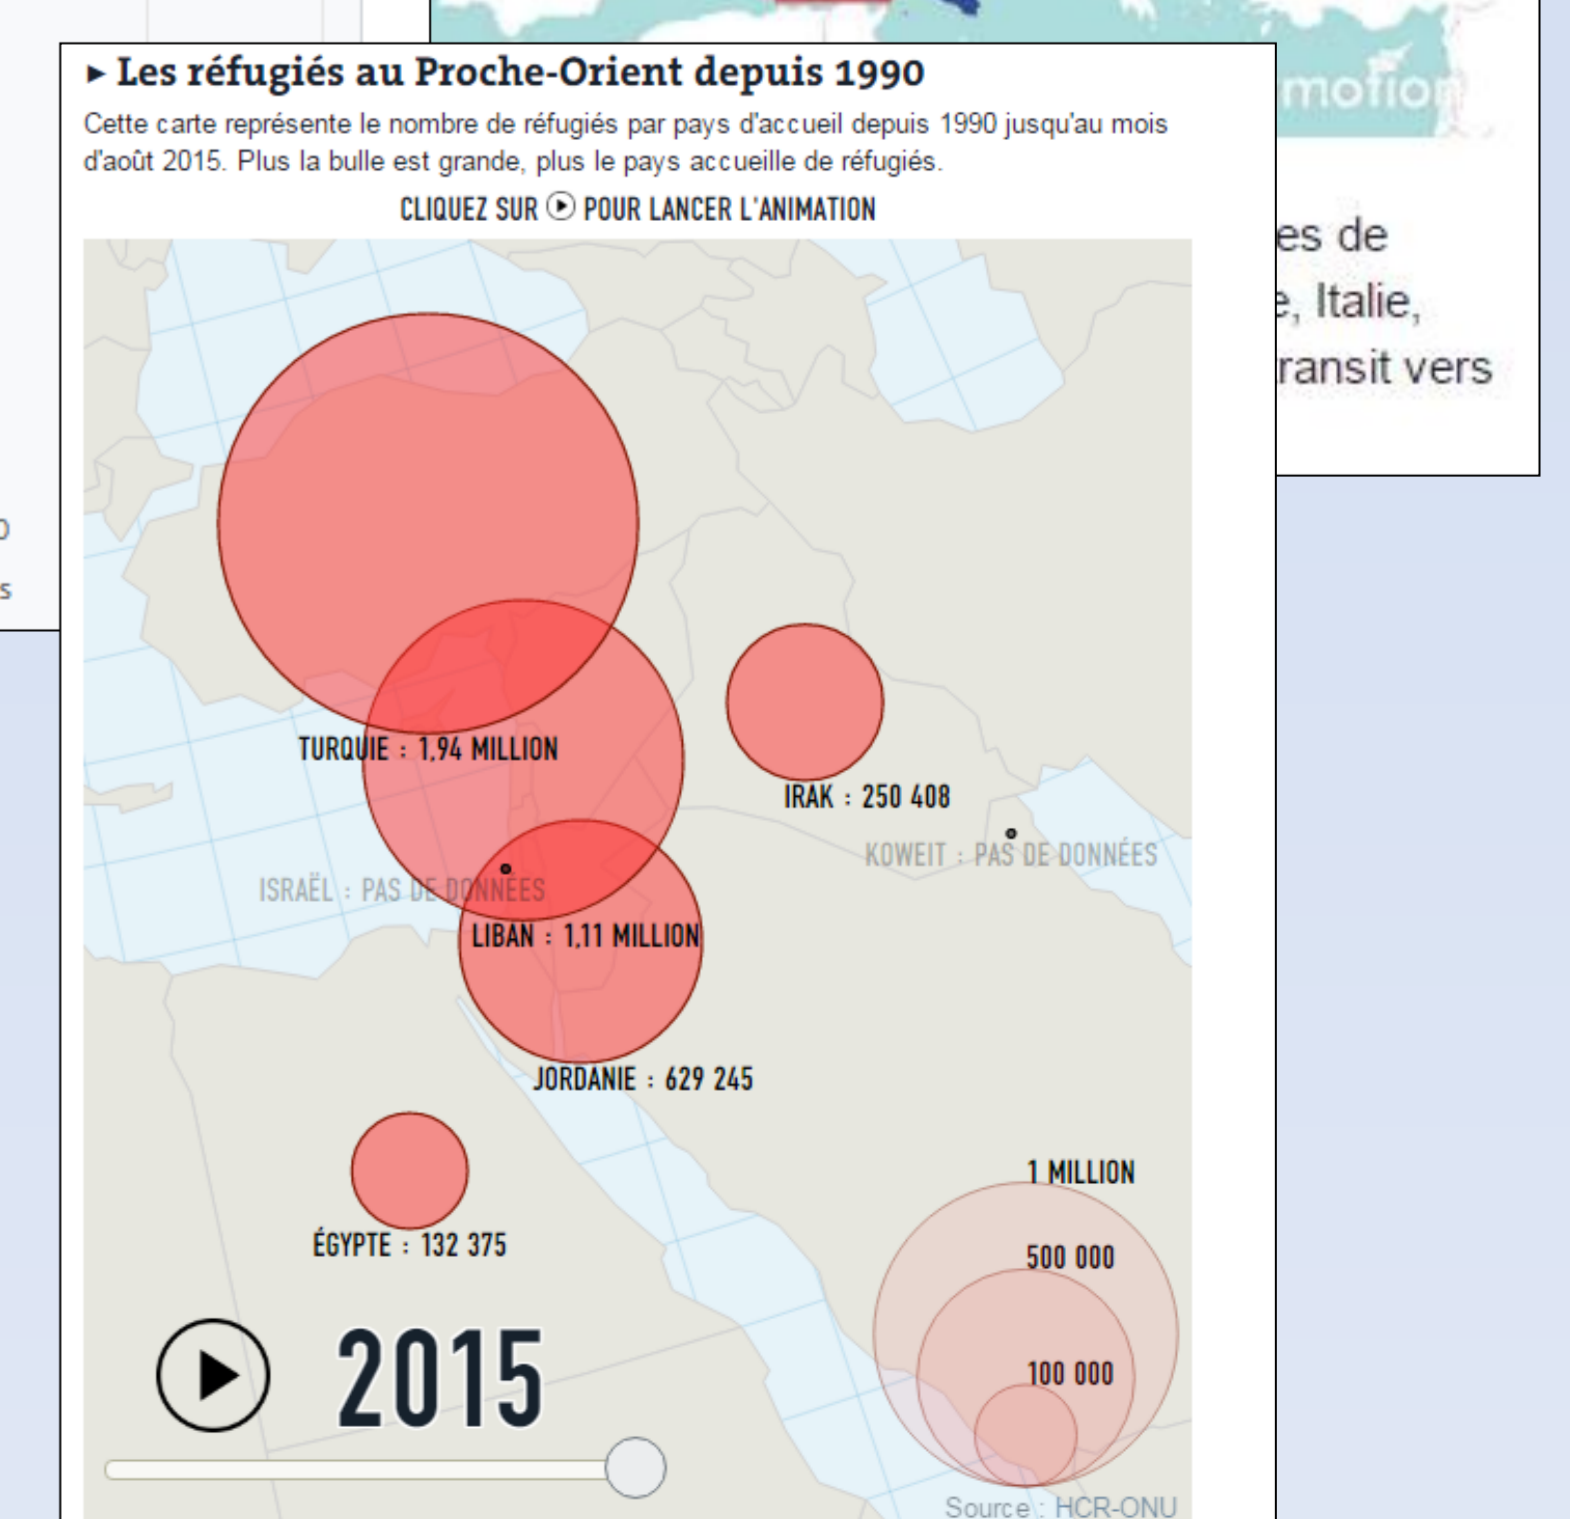 ► Les réfugiés au Proche-Orient depuis 1990
Cette carte représente le nombre de réfugiés par pays d'accueil depuis 1990 jusqu'au mois
d'août 2015. Plus la bulle est grande, plus le pays accueille de réfugiés.
CLIQUEZ SUR POUR LANCER L'ANIMATION
TURQUIE : 1,94 MILLION
IRAK : 250 408
KOWEIT : PAS DE DONNÉES
ISRAËL : PAS DE DONNÉES
LIBAN : 1,11 MILLION
JORDANIE : 629 245
ÉGYPTE : 132 375
1 MILLION
500 000
100 000
2015
Source : HCR-ONU
es de
, Italie,
transit vers